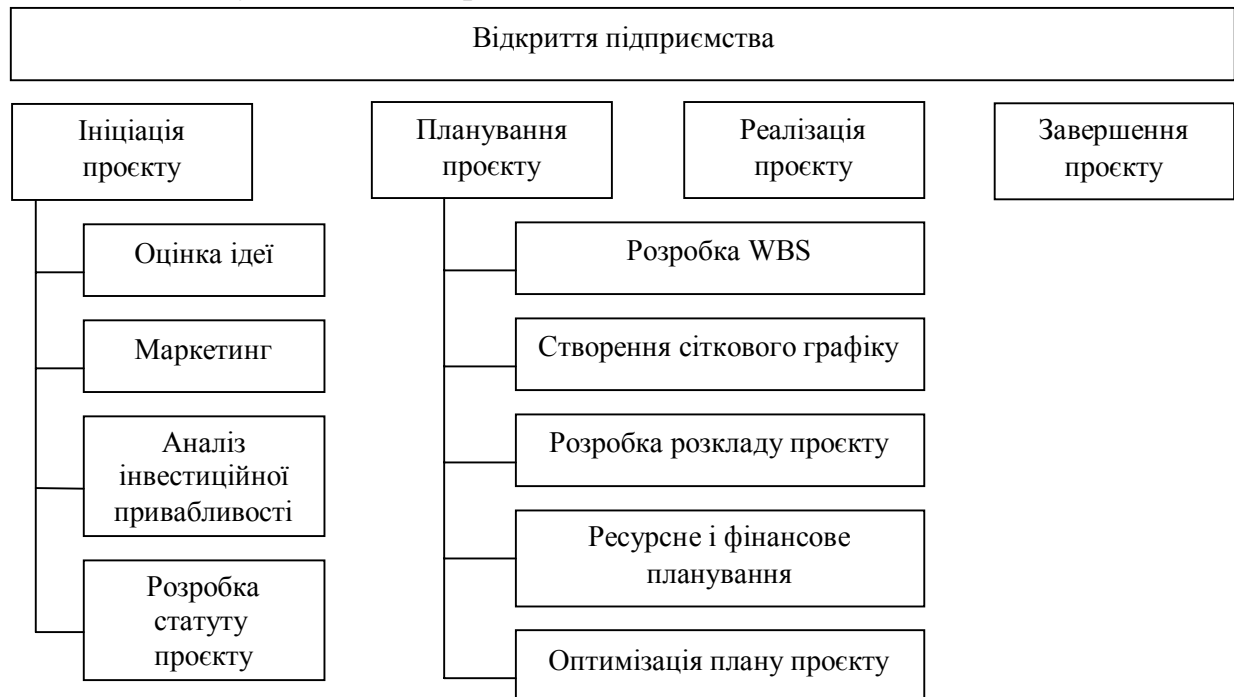 Відкриття підприємства
Ініціація
проєкту
Планування
проєкту
Реалізація
проєкту
Завершення
проєкту
Оцінка ідеї
Маркетинг
Аналіз
інвестиційної
привабливості
Розробка
статуту
проєкту
Розробка WBS
Створення сіткового графіку
Розробка розкладу проєкту
Ресурсне і фінансове
планування
Оптимізація плану проєкту